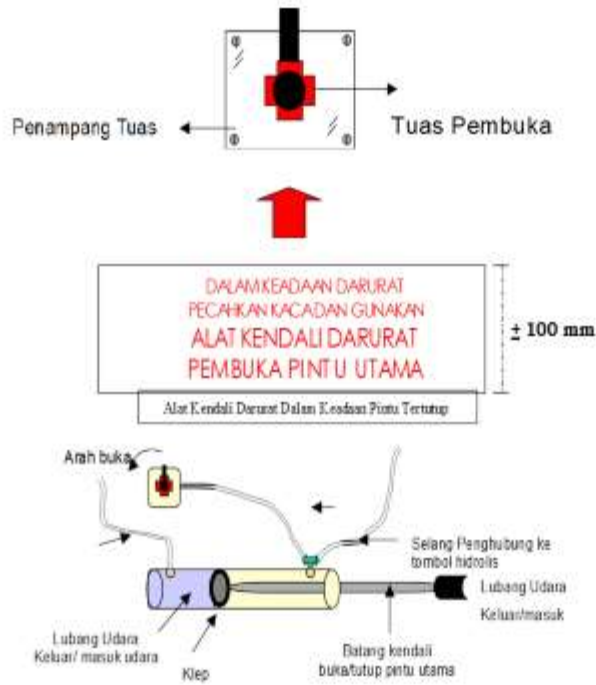 Penampang Tuas
Tuas Pembuka
DALAM KEADAAN DARURAT
PECAHKAN KACA DAN GUNAKAN
ALAT KENDALI DARURAT
PEMBUKA PINTU UTAMA
± 100 mm
Alat Kendali Darurat Dalam Keadaan Pintu Tertutup
Arah buka
Selang Penghubung ke
tombol hidrolis
Lubang Udara
Keluar/masuk
Lubang Udara
Keluar/ masuk udara
Klep
Batang kendali
buka/tutup pintu utama